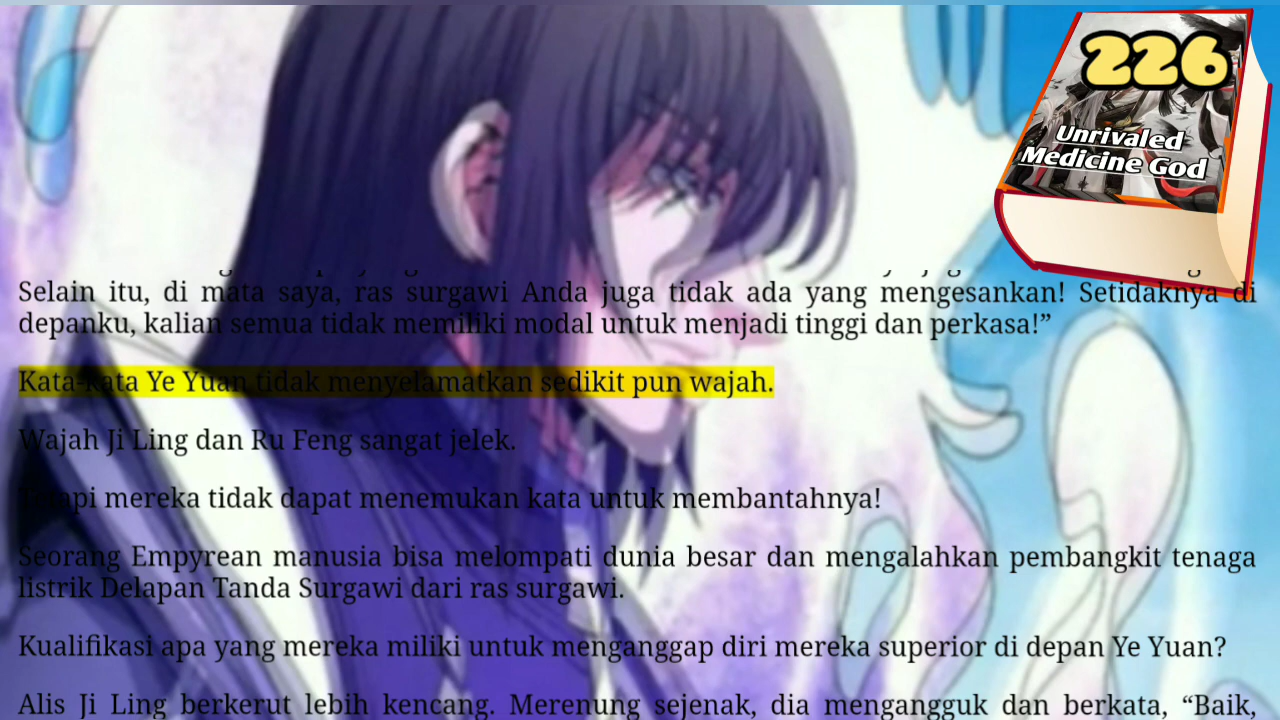 226
Unrivaled
Medicine God
Selain itu, di mata saya, ras surgawi Anda juga tidak ada yang mengesankan! Setidaknya di
depanku, kalian semua tidak memiliki modal untuk menjadi tinggi dan perkasa!”
Kata-kata Ye Yuan tidak menyelamatkan sedikit pun wajah.
Wajah Ji Ling dan Ru Feng sangat jelek.
Tetapi mereka tidak dapat menemukan kata untuk membantahnya!
Seorang Empyrean manusia bisa melompati dunia besar dan mengalahkan pembangkit tenaga
listrik Delapan Tanda Surgawi dari ras surgawi.
Kualifikasi apa yang mereka miliki untuk menganggap diri mereka superior di depan Ye Yuan?
Alis Ji Ling berkerut lebih kencang. Merenung sejenak, dia mengangguk dan berkata, “Baik,